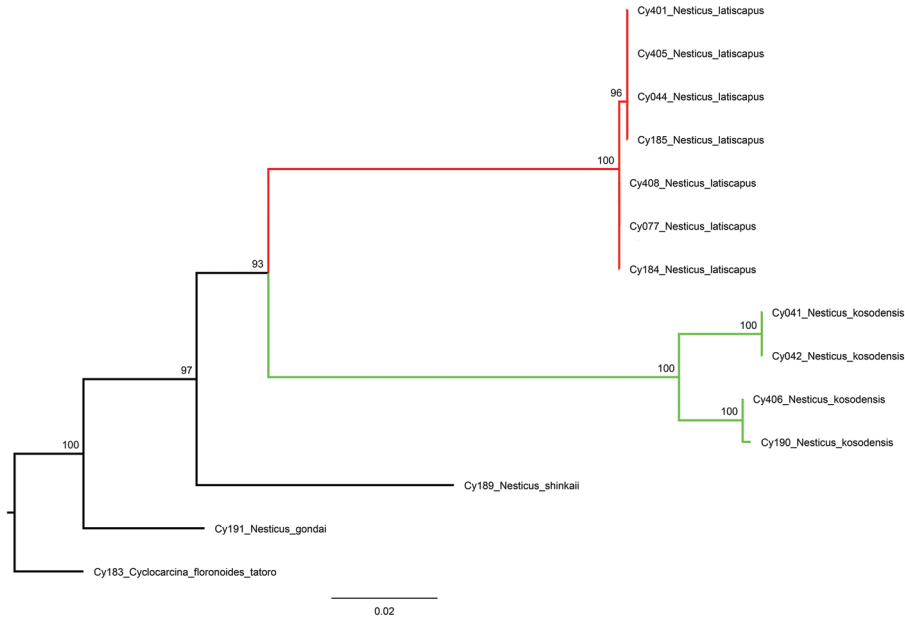 Cy401_Nesticus_latiscapus
Cy405_Nesticus_latiscapus
96
Cy044_Nesticus_latiscapus
Cy185_Nesticus_latiscapus
100
Cy408_Nesticus_latiscapus
Cy077_Nesticus_latiscapus
93
Cy184_Nesticus_latiscapus
Cy041_Nesticus_kosodensis
100
Cy042_Nesticus_kosodensis
97
100
Cy406_Nesticus_kosodensis
100
Cy190_Nesticus_kosodensis
100
Cy189_Nesticus_shinkaii
Cy191_Nesticus_gondai
Cy183_Cyclocarcina_floronoides_tatoro
0.02